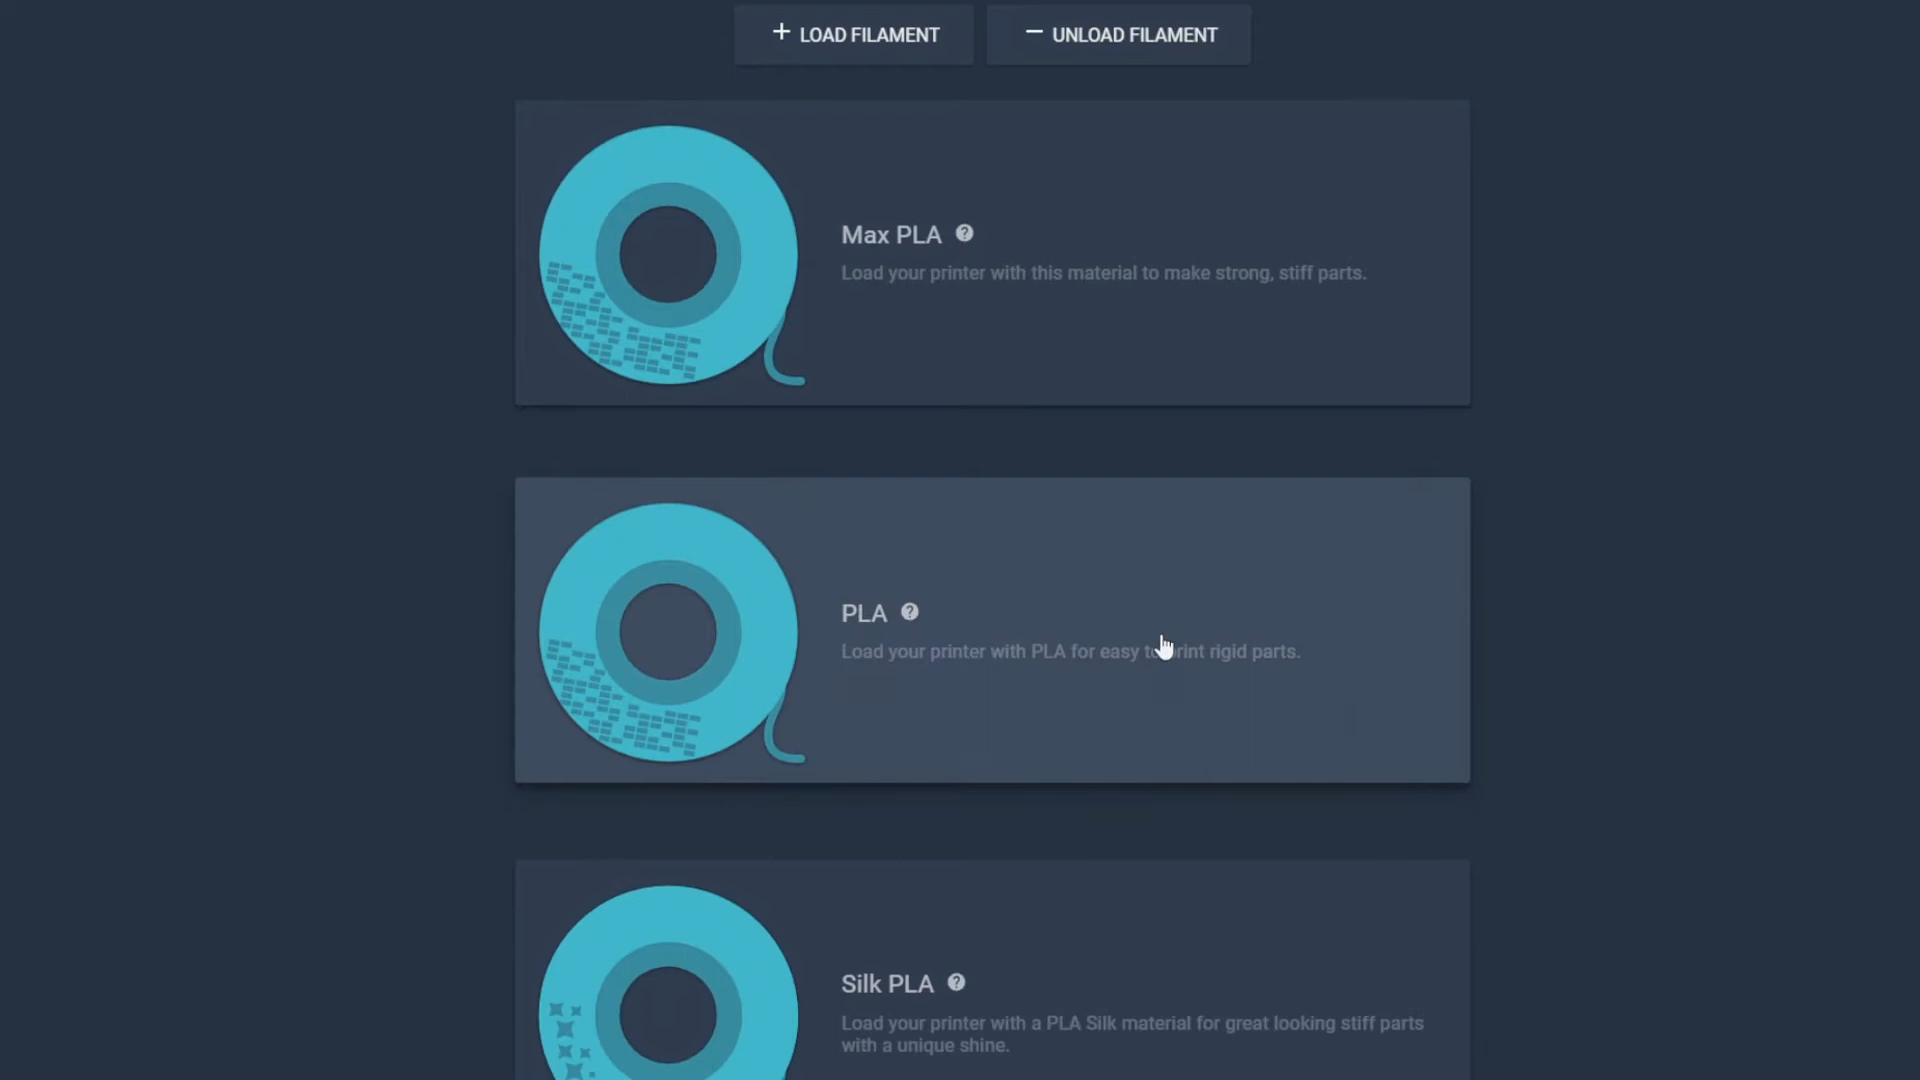 + LOAD FILAMENT
− UNLOAD FILAMENT
Max PLA
Load your printer with this material to make strong, stiff parts.
PLA
Load your printer with PLA for easy to print rigid parts.
Silk PLA
Load your printer with a PLA Silk material for great looking stiff parts
with a unique shine.